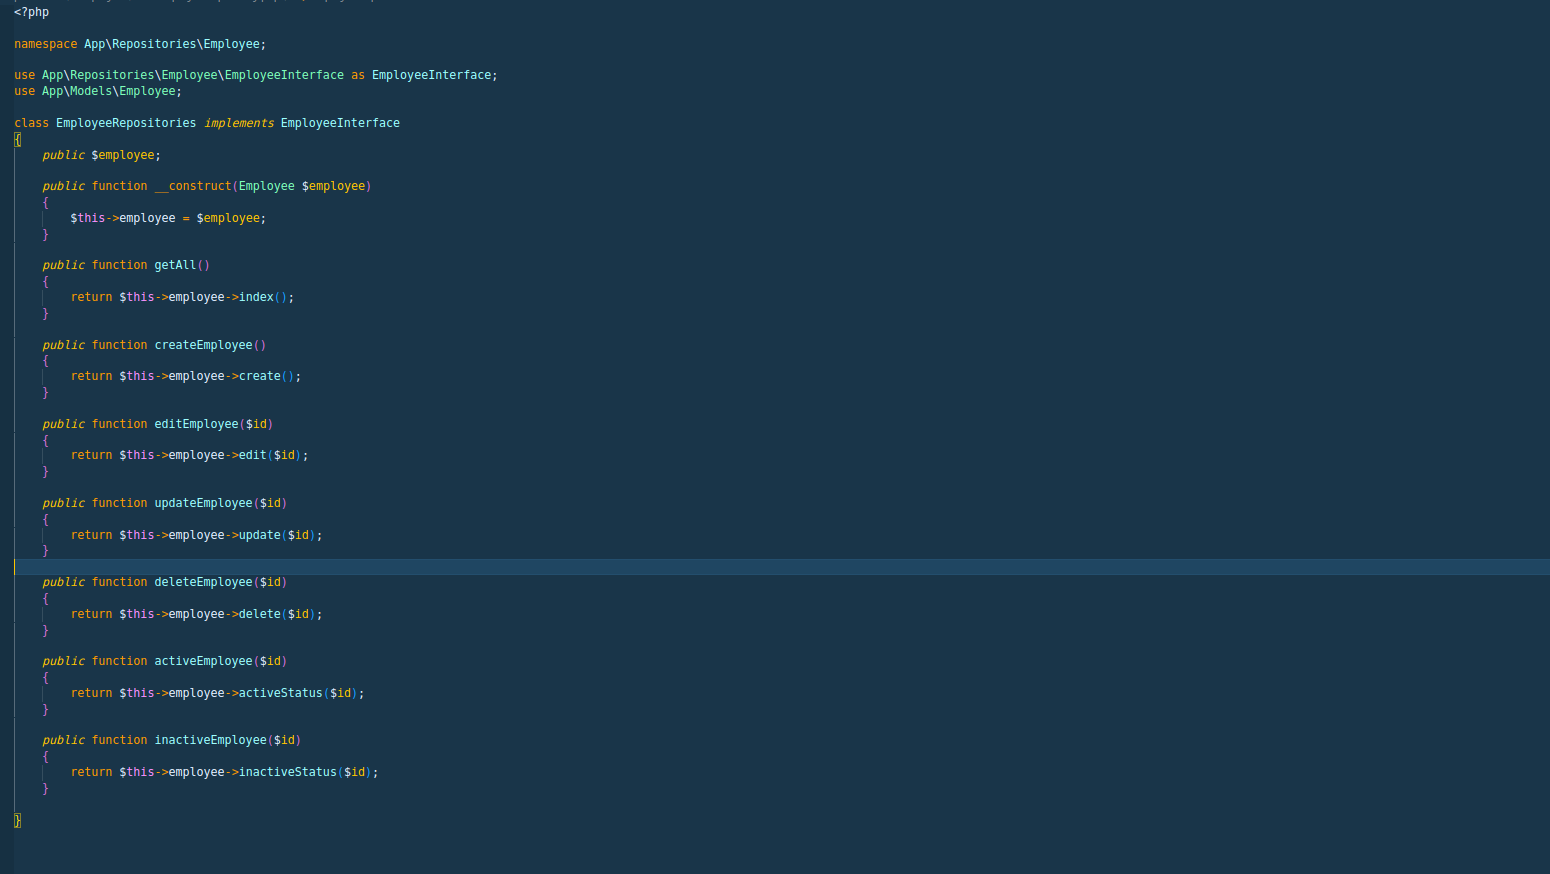 <?php
namespace App\Repositories\Employee;
use App\Repositories\Employee\EmployeeInterface as EmployeeInterface;
use App\Models\Employee;
class EmployeeRepositories implements EmployeeInterface
{
public $employee;
public function __construct(Employee $employee)
{
$this->employee = $employee;
}
public function getAll()
{
return $this->employee->index();
}
public function createEmployee()
{
return $this->employee->create();
}
public function editEmployee($id)
{
return $this->employee->edit($id);
}
public function updateEmployee($id)
{
return $this->employee->update($id);
}
public function deleteEmployee($id)
{
return $this->employee->delete($id);
}
public function activeEmployee($id)
{
return $this->employee->activeStatus($id);
}
public function inactiveEmployee($id)
{
return $this->employee->inactiveStatus($id);
}
}